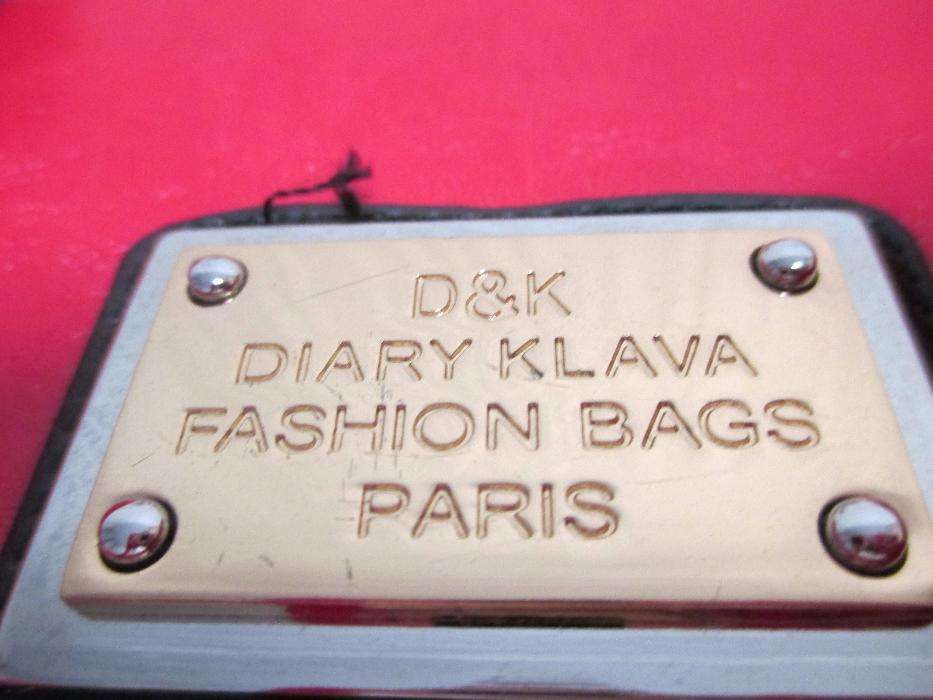 D&K
DIARY KLAVA
FASHION BAGS
PARIS